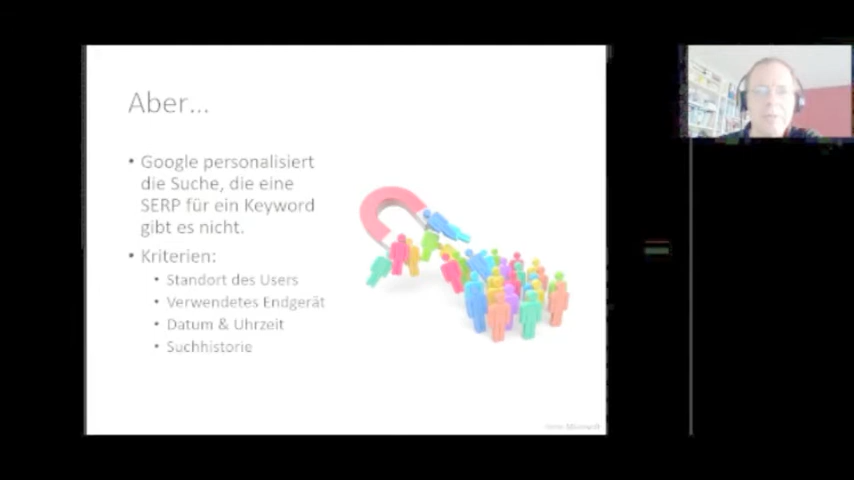 Aber...
• Google personalisiert
die Suche, die eine
SERP für ein Keyword
gibt es nicht.
• Kriterien:
• Standort des Users
• Verwendetes Endgerät
• Datum & Uhrzeit
• Suchhistorie
Microsoft